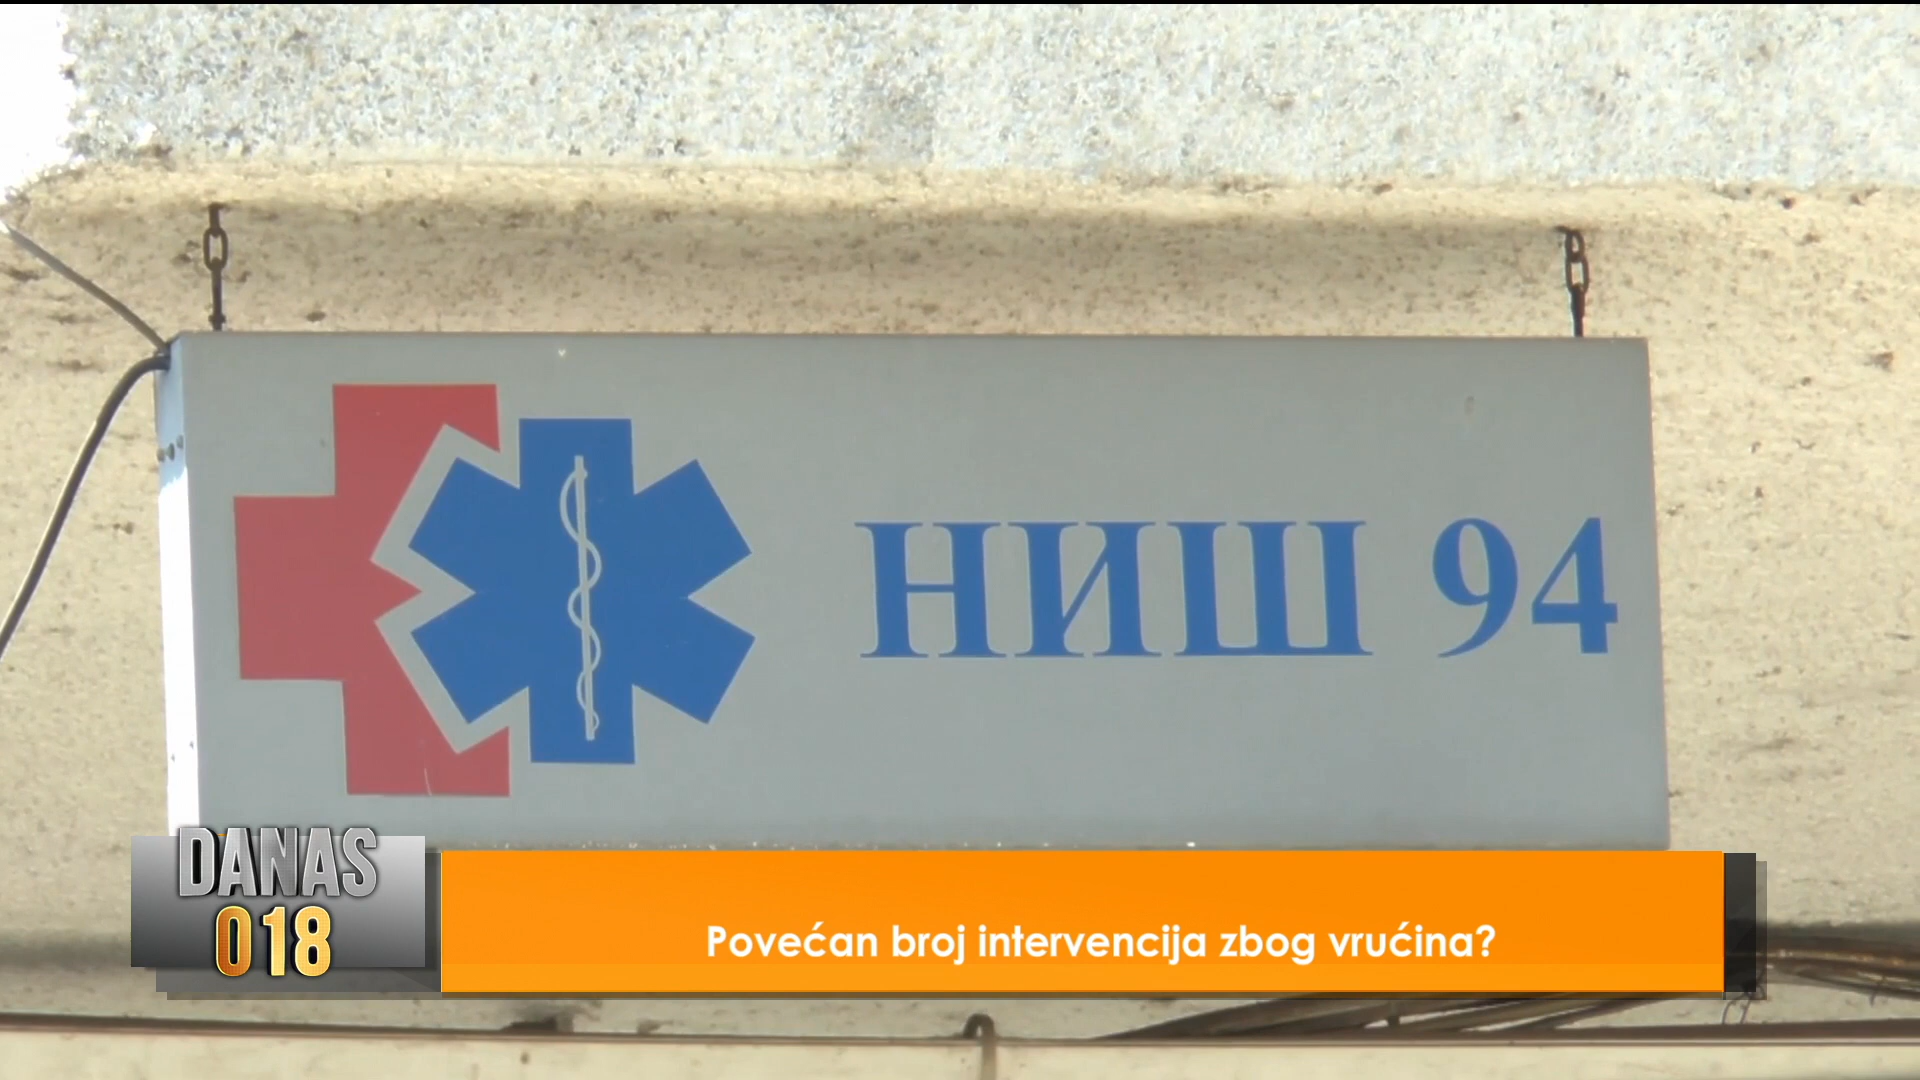 НИШ 94
DANAS
018
Povećan broj intervencija zbog vrućina?